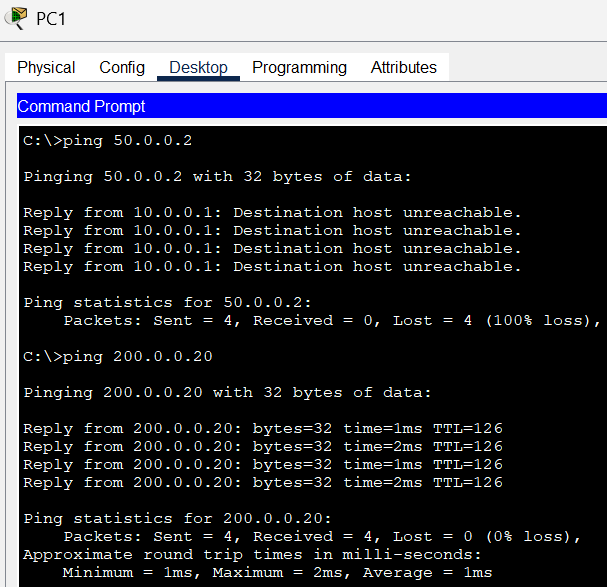 PC1
Physical Config Desktop Programming Attributes
Command Prompt
C:\>ping 50.0.0.2
Pinging 50.0.0.2 with 32 bytes of data:
Reply from 10.0.0.1: Destination host unreachable.
Reply from 10.0.0.1: Destination host unreachable.
Reply from 10.0.0.1: Destination host unreachable.
Reply from 10.0.0.1: Destination host unreachable.
Ping statistics for 50.0.0.2:
Packets: Sent = 4, Received = 0, Lost = 4 (100% loss),
C:\>ping 200.0.0.20
Pinging 200.0.0.20 with 32 bytes of data:
Reply from 200.0.0.20: bytes=32 time=1ms TTL=126
Reply from 200.0.0.20: bytes=32 time=2ms TTL=126
Reply from 200.0.0.20: bytes=32 time=1ms TTL=126
Reply from 200.0.0.20: bytes=32 time=2ms TTL=126
Ping statistics for 200.0.0.20:
Packets: Sent = 4, Received = 4, Lost = 0 (0% loss),
Approximate round trip times in milli-seconds:
Minimum = 1ms, Maximum = 2ms, Average = 1ms